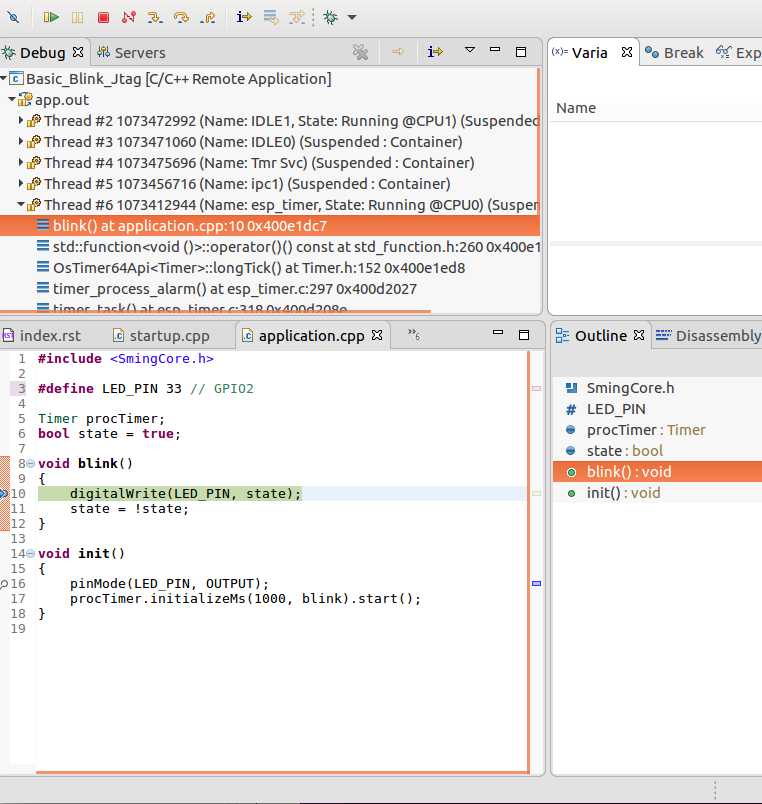 Debug
Servers
Basic_Blink_Jtag [C/C++ Remote Application]
app.out
Thread #2 1073472992 (Name: IDLE1, State: Running @CPU1) (Suspended
Thread #3 1073471060 (Name: IDLE0) (Suspended : Container)
Thread #4 1073475696 (Name: Tmr Svc) (Suspended : Container)
Thread #5 1073456716 (Name: ipc1) (Suspended : Container)
Thread #6 1073412944 (Name: esp_timer, State: Running @CPU0) (Suspen
blink() at application.cpp:10 0x400e1dc7
std::function<void ()>::operator()() const at std_function.h:260 0x400e1
OsTimer64Api<Timer>::longTick() at Timer.h:152 0x400e1ed8
timer_process_alarm() at esp_timer.c:297 0x400d2027
timer_task() at esp_timer.c:318 0x400d208e
(x)= Varia
Break
Exp
Name
index.rst
startup.cpp
application.cpp
»6
1 #include <SmingCore.h>
2
3 #define LED_PIN 33 // GPIO2
4
5 Timer procTimer;
6 bool state = true;
7
8 void blink()
9 {
10 digitalWrite(LED_PIN, state);
11 state = !state;
12 }
13
14 void init()
15 {
16 pinMode(LED_PIN, OUTPUT);
17 procTimer.initializeMs(1000, blink).start();
18 }
19
Outline
Disassembly
SmingCore.h
# LED_PIN
procTimer : Timer
state : bool
blink() : void
init() : void